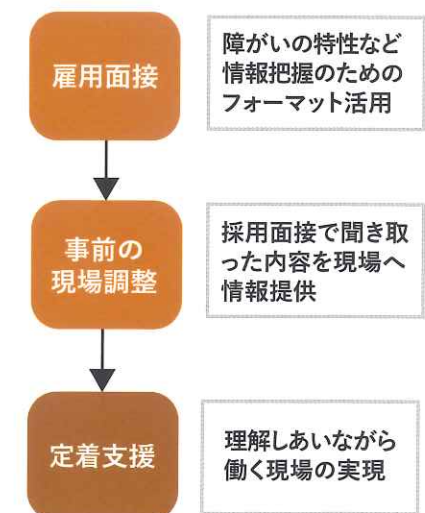 雇用面接
障がいの特性など
情報把握のための
フォーマット活用
事前の
現場調整
採用面接で聞き取
った内容を現場へ
情報提供
定着支援
理解しあいながら
働く現場の実現